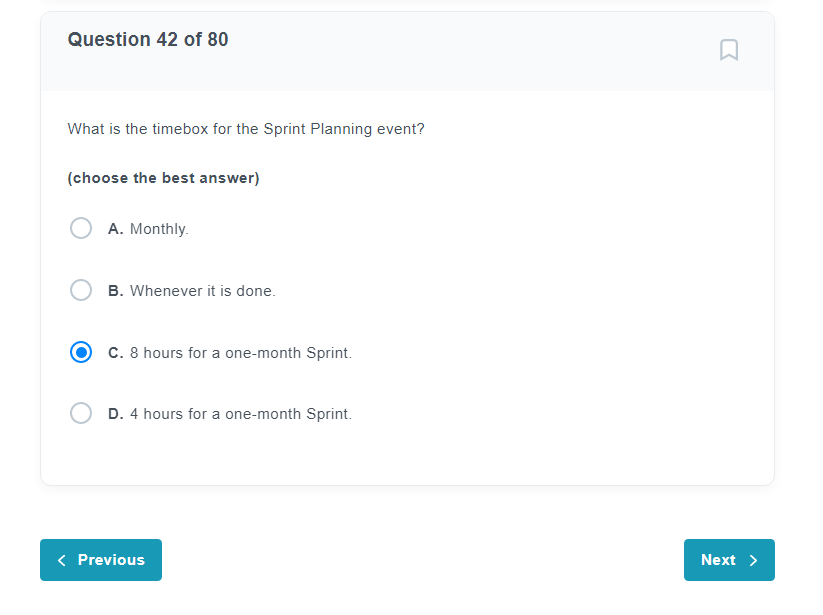 Question 42 of 80
What is the timebox for the Sprint Planning event?
(choose the best answer)
A. Monthly.
B. Whenever it is done.
C. 8 hours for a one-month Sprint.
D. 4 hours for a one-month Sprint.
Previous
Next